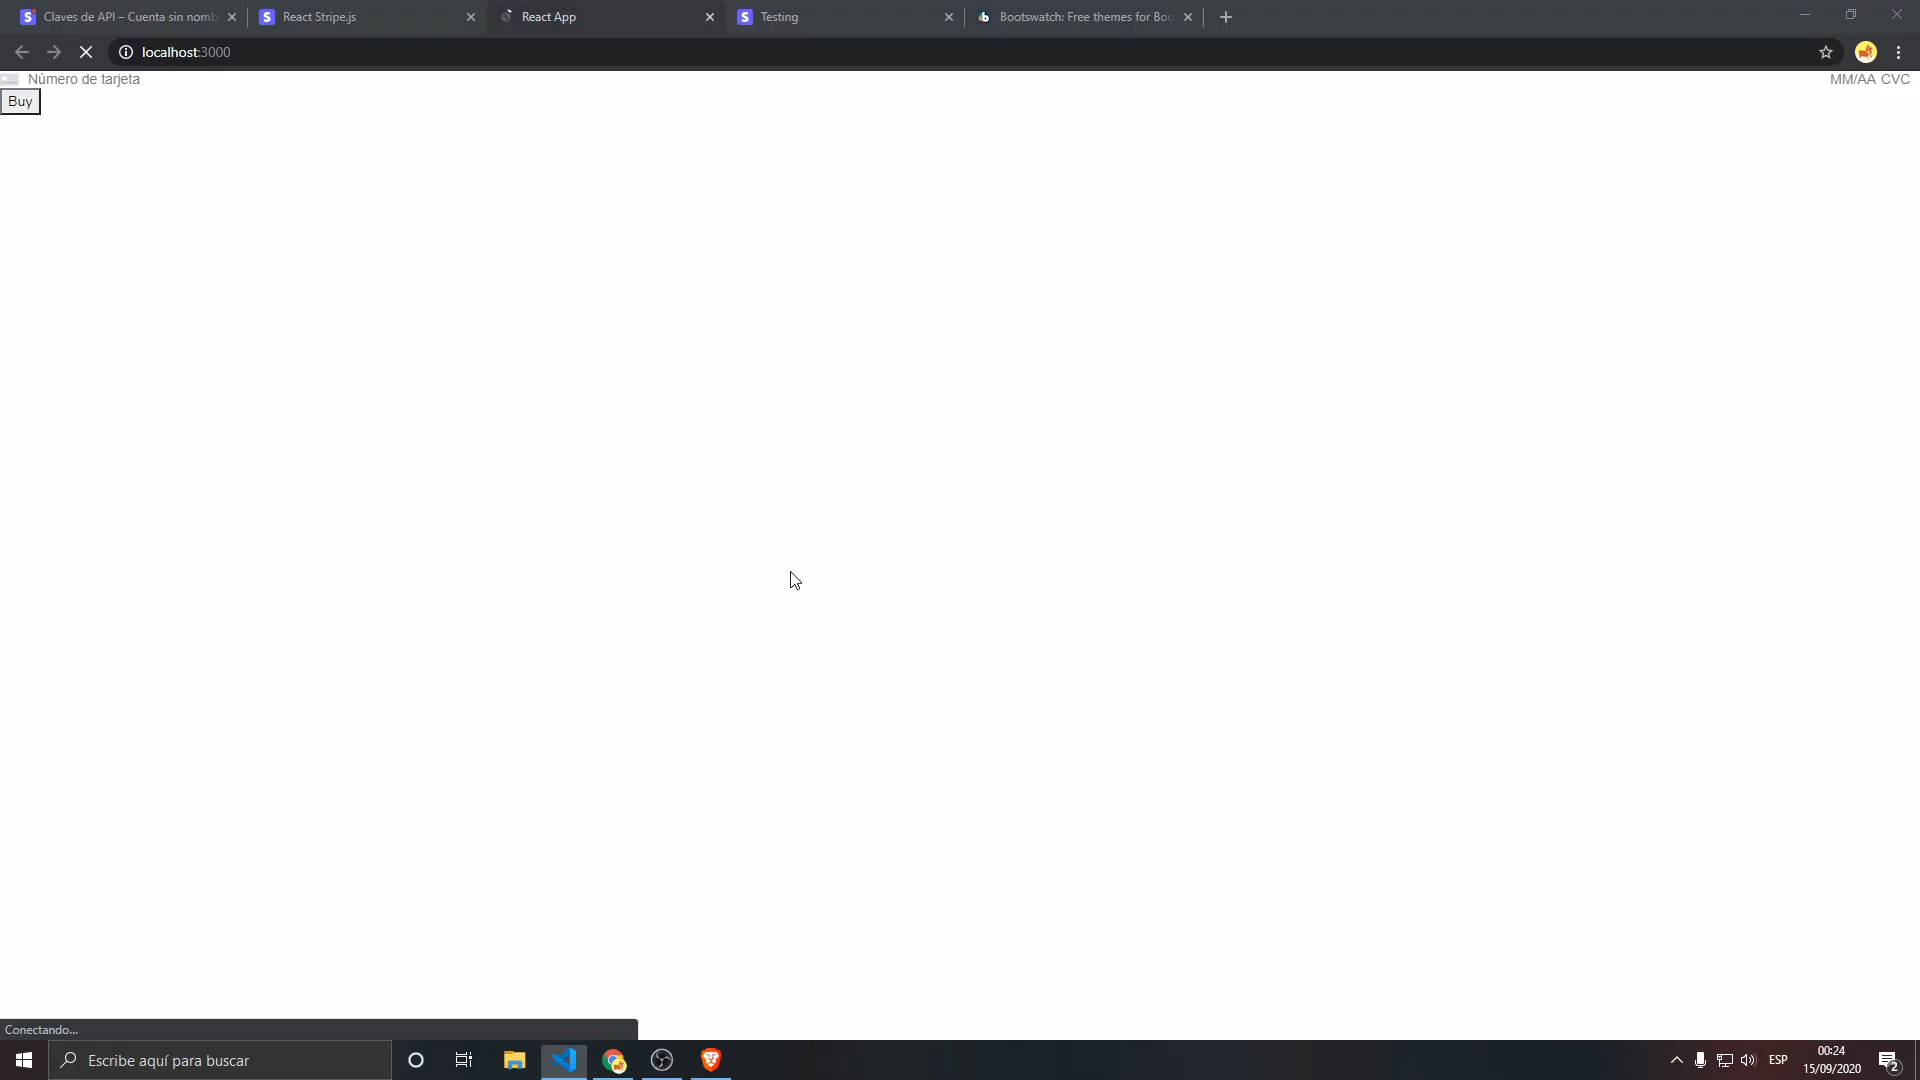 Claves de API – Cuenta sin nomb
React Stripe.js
React App
Testing
Bootswatch: Free themes for Boo
localhost:3000
Número de tarjeta
MM/AA CVC
Buy
Conectando...
Escribe aquí para buscar
ESP
00:24
15/09/2020
2